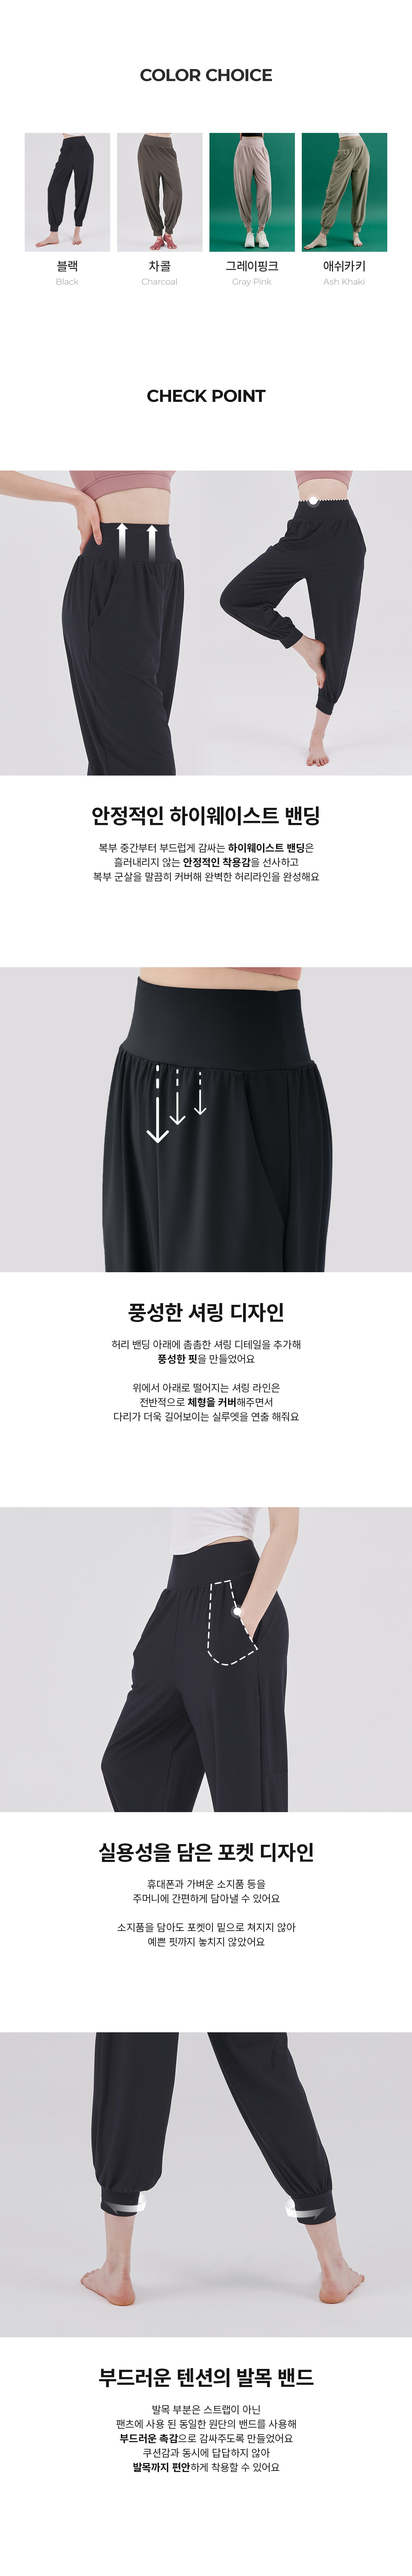 COLOR CHOICE
블랙
Black
차콜
Charcoal
그레이핑크
Gray Pink
애쉬카키
Ash Khaki
CHECK POINT
안정적인 하이웨이스트 밴딩
복부 중간부터 부드럽게 감싸는 하이웨이스트 밴딩은
흘러내리지 않는 안정적인 착용감을 선사하고
복부 군살을 말끔히 커버해 완벽한 허리라인을 완성해요
풍성한 셔링 디자인
허리 밴딩 아래에 촘촘한 셔링 디테일을 추가해
풍성한 핏을 만들었어요
위에서 아래로 떨어지는 셔링 라인은
전반적으로 체형을 커버해주면서
다리가 더욱 길어보이는 실루엣을 연출 해줘요
실용성을 담은 포켓 디자인
휴대폰과 가벼운 소지품 등을
주머니에 간편하게 담아낼 수 있어요
소지품을 담아도 포켓이 밑으로 쳐지지 않아
예쁜 핏까지 놓치지 않았어요
부드러운 텐션의 발목 밴드
발목 부분은 스트랩이 아닌
팬츠에 사용 된 동일한 원단의 밴드를 사용해
부드러운 촉감으로 감싸주도록 만들었어요
쿠션감과 동시에 답답하지 않아
발목까지 편안하게 착용할 수 있어요